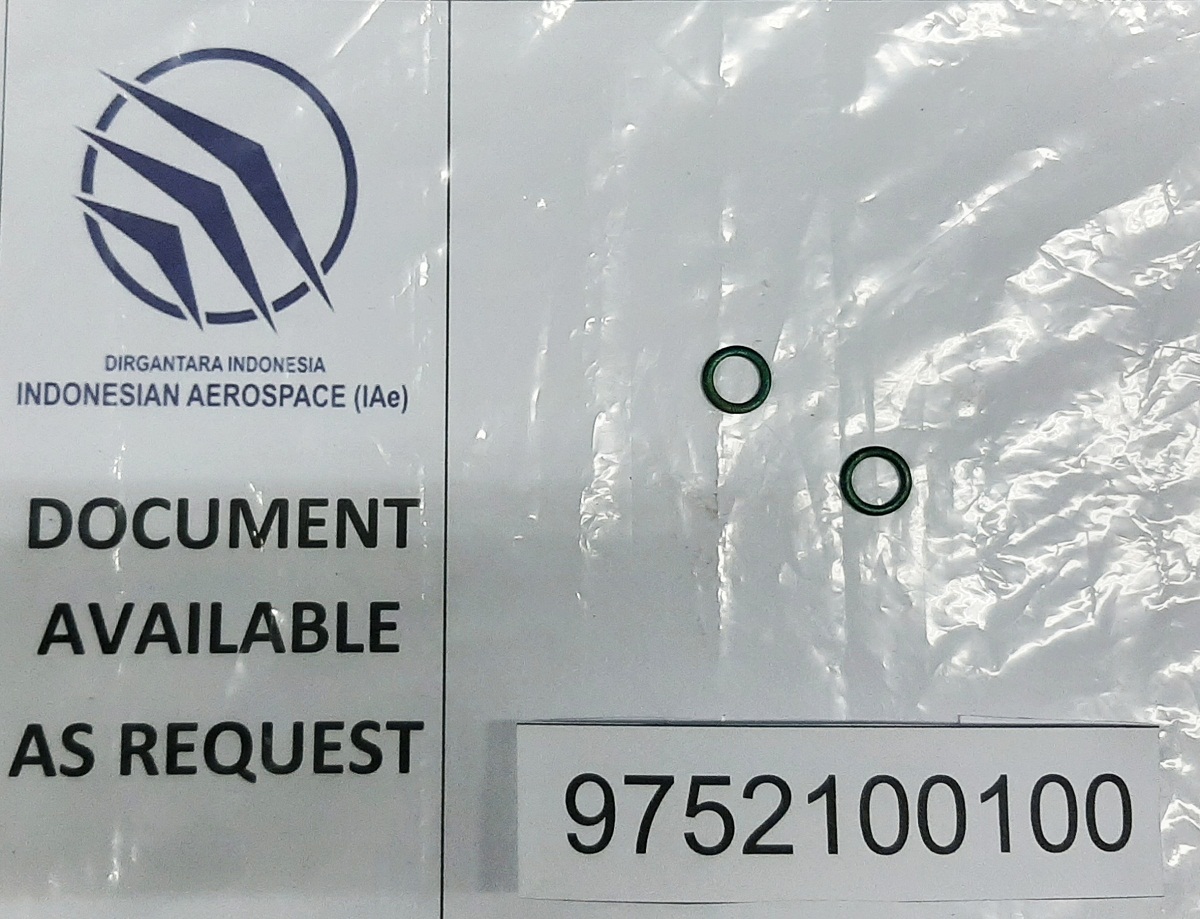 DIRGANTARA INDONESIA
INDONESIAN AEROSPACE (IAe)
DOCUMENT
AVAILABLE
AS REQUEST
9752100100